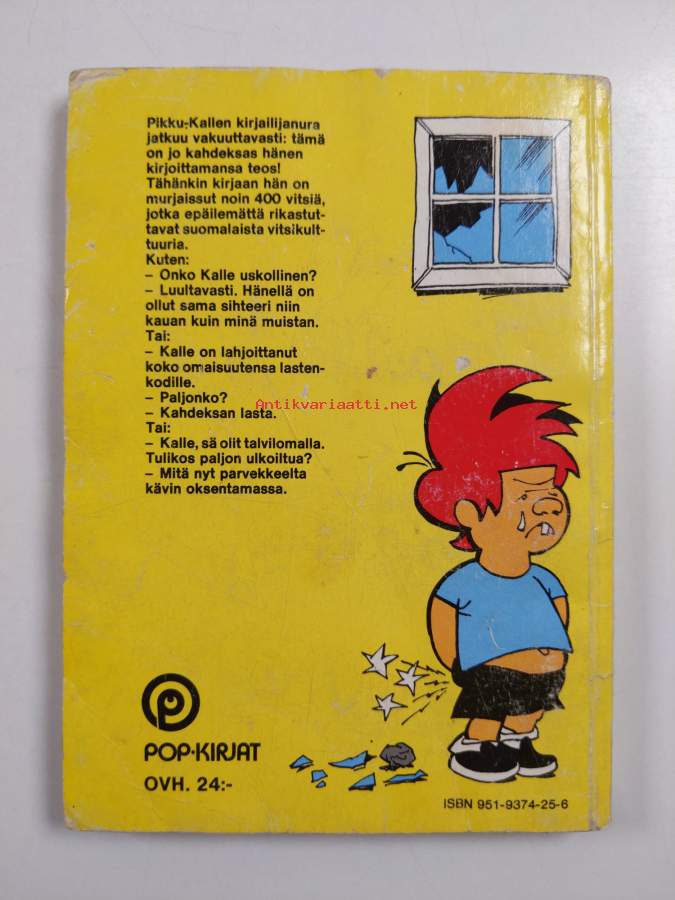 Pikku-Kallen kirjailijanura
jatkuu vakuuttavasti: tämä
on jo kahdeksas hänen
kirjoittamansa teos!
Tähänkin kirjaan hän on
murjaissut noin 400 vitsiä,
jotka epäilemättä rikastut-
tavat suomalaista vitsikult-
tuuria.
Kuten:
– Onko Kalle uskollinen?
– Luultavasti. Hänellä on
ollut sama sihteeri niin
kauan kuin minä muistan.
Tai:
– Kalle on lahjoittanut
koko omaisuutensa lasten-
kodille.
– Paljonko?
– Kahdeksan lasta.
Tai:
– Kalle, sä olit talvilomalla.
Tulikos paljon ulkoiltua?
– Mitä nyt parvekkeelta
kävin oksentamassa.
Antikvariaatti.net
POP·KIRJAT
OVH. 24:-
ISBN 951-9374-25-6